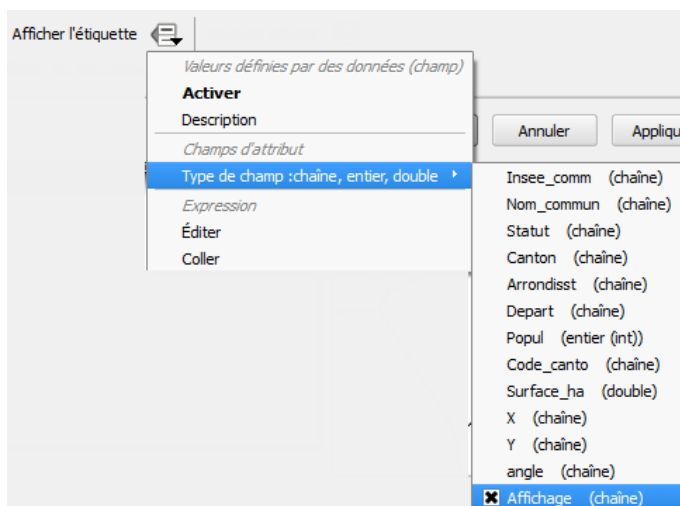 Afficher l'étiquette
Valeurs définies par des données (champ)
Activer
Description
Champs d'attribut
Type de champ :chaîne, entier, double
Expression
Éditer
Coller
Annuler
Appliqu
Insee_comm (chaîne)
Nom_commun (chaîne)
Statut (chaîne)
Canton (chaîne)
Arrondisst (chaîne)
Depart (chaîne)
Popul (entier (int))
Code_canto (chaîne)
Surface_ha (double)
X (chaîne)
Y (chaîne)
angle (chaîne)
Affichage (chaîne)